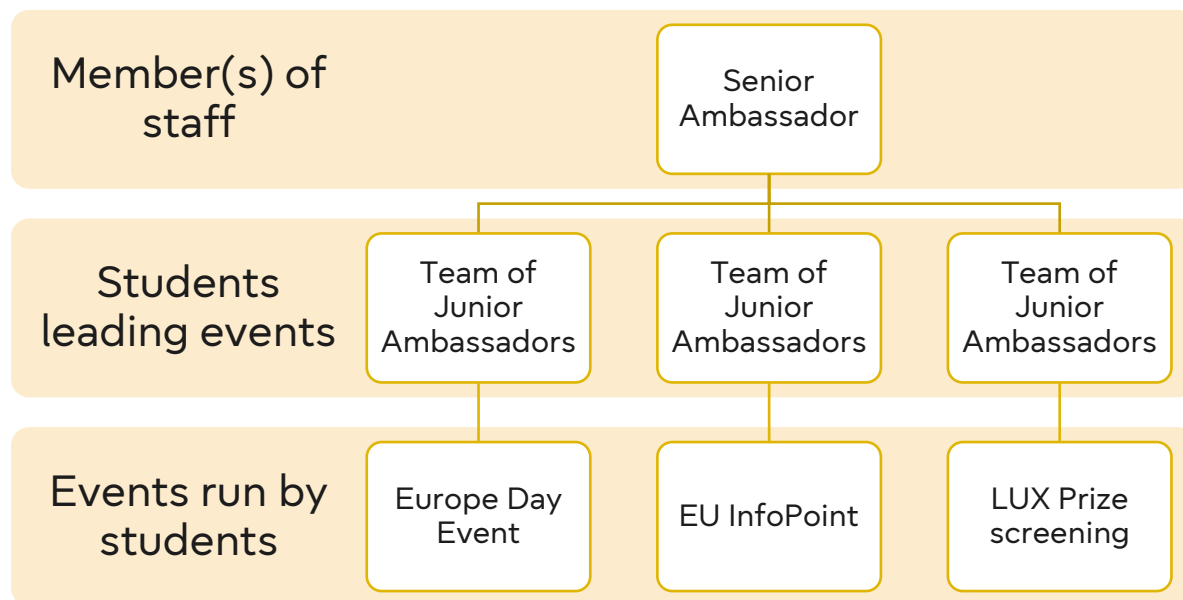 Member(s) of
staff
Senior
Ambassador
Students
leading events
Team of
Junior
Ambassadors
Team of
Junior
Ambassadors
Team of
Junior
Ambassadors
Events run by
students
Europe Day
Event
EU InfoPoint
LUX Prize
screening